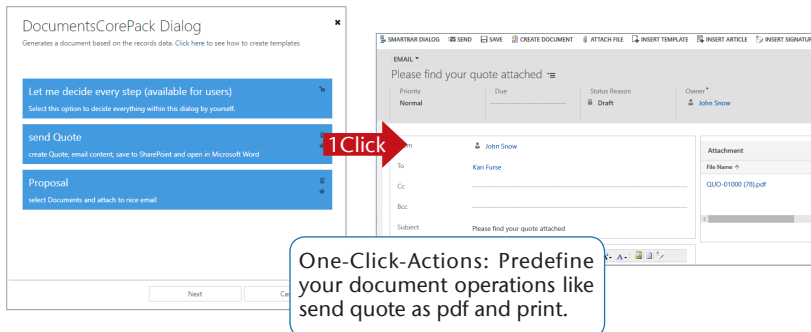 DocumentsCorePack Dialog
Generates a document based on the records data. Click here to see how to create templates
Let me decide every step (available for users)
Select this option to decide everything within this dialog by yourself.
send Quote
create Quote, email content, save to SharePoint and open in Microsoft Word
Proposal
select Documents and attach to nice email
Next
1Click
SMARTBAR DIALOG SEND SAVE CREATE DOCUMENT ATTACH FILE INSERT TEMPLATE INSERT ARTICLE INSERT SIGNATUR
EMAIL
Please find your quote attached
Priority Due Status Reason Owner*
Normal Draft John Snow
John Snow
To Kari Furse
Cc
Bcc
Subject Please find your quote attached
Attachment
File Name
QUO-01000 (78).pdf
One-Click-Actions: Predefine
your document operations like
send quote as pdf and print.